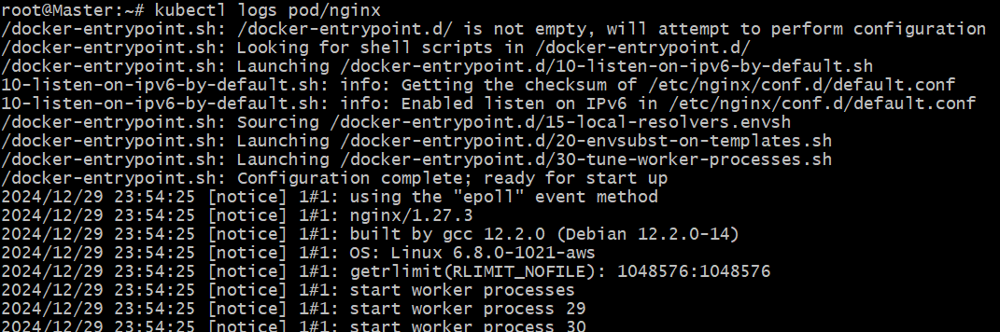 root@Master:~# kubectl logs pod/nginx
/docker-entrypoint.sh: /docker-entrypoint.d/ is not empty, will attempt to perform configuration
/docker-entrypoint.sh: Looking for shell scripts in /docker-entrypoint.d/
/docker-entrypoint.sh: Launching /docker-entrypoint.d/10-listen-on-ipv6-by-default.sh
10-listen-on-ipv6-by-default.sh: info: Getting the checksum of /etc/nginx/conf.d/default.conf
10-listen-on-ipv6-by-default.sh: info: Enabled listen on IPv6 in /etc/nginx/conf.d/default.conf
/docker-entrypoint.sh: Sourcing /docker-entrypoint.d/15-local-resolvers.envsh
/docker-entrypoint.sh: Launching /docker-entrypoint.d/20-envsubst-on-templates.sh
/docker-entrypoint.sh: Launching /docker-entrypoint.d/30-tune-worker-processes.sh
/docker-entrypoint.sh: Configuration complete; ready for start up
2024/12/29 23:54:25 [notice] 1#1: using the "epoll" event method
2024/12/29 23:54:25 [notice] 1#1: nginx/1.27.3
2024/12/29 23:54:25 [notice] 1#1: built by gcc 12.2.0 (Debian 12.2.0-14)
2024/12/29 23:54:25 [notice] 1#1: OS: Linux 6.8.0-1021-aws
2024/12/29 23:54:25 [notice] 1#1: getrlimit(RLIMIT_NOFILE): 1048576:1048576
2024/12/29 23:54:25 [notice] 1#1: start worker processes
2024/12/29 23:54:25 [notice] 1#1: start worker process 29
2024/12/29 23:54:25 [notice] 1#1: start worker process 30